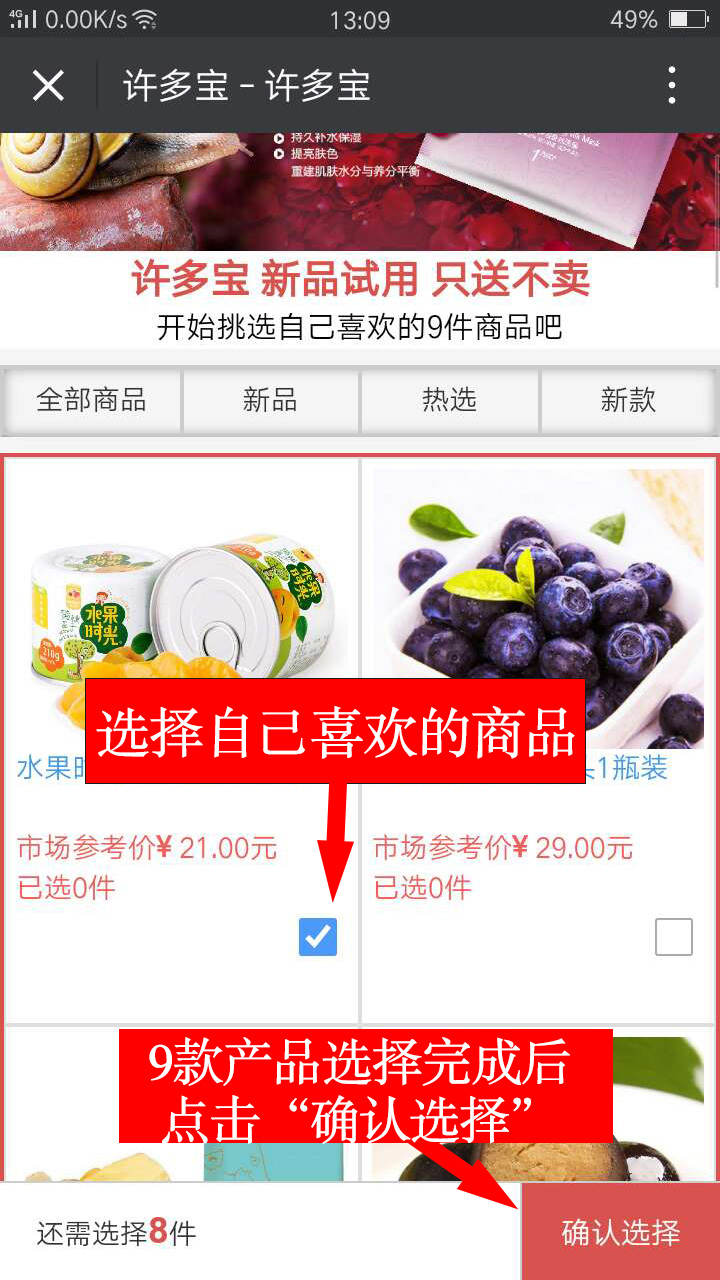 4G 0.00K/s 13:09 49%
许多宝 - 许多宝
持久补水保湿
提亮肤色
重建肌肤水分与养分平衡
Mask
许多宝 新品试用 只送不卖
开始挑选自己喜欢的9件商品吧
全部商品 新品 热选 新款
水果
时光
210g
水果
时光
选择自己喜欢的商品
水果 1瓶装
市场参考价¥ 21.00元 市场参考价¥ 29.00元
已选0件 已选0件
9款产品选择完成后
点击“确认选择”
还需选择8件 确认选择